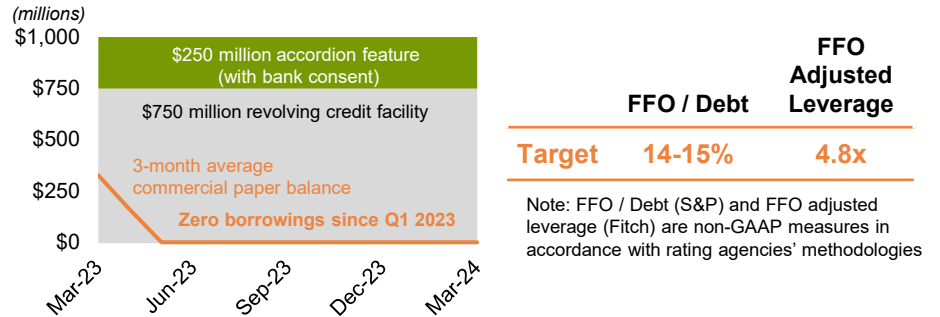 (millions)
$1,000
$750
$500
$250
$0
$250 million accordion feature
(with bank consent)
$750 million revolving credit facility
3-month average
commercial paper balance
Zero borrowings since Q1 2023
Mar-23
Jun-23
Sep-23
Dec-23
Mar-24
FFO / Debt
FFO
Adjusted
Leverage
Target 14-15% 4.8x
Note: FFO / Debt (S&P) and FFO adjusted
leverage (Fitch) are non-GAAP measures in
accordance with rating agencies’ methodologies